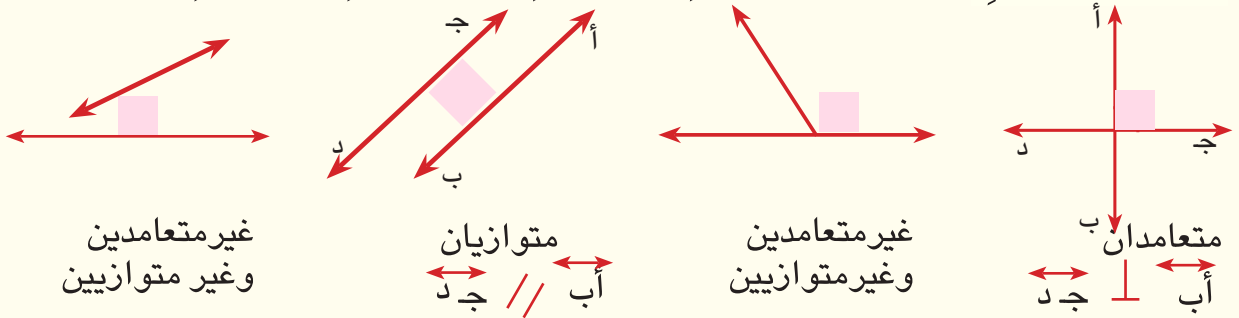 أ
د
جـ
ب
متعامدان
أب ⊥ جـ د
غير متعامدين
وغير متوازيين
جـ
أ
د
ب
متوازيان
أب // جـ د
غير متعامدين
وغير متوازيين